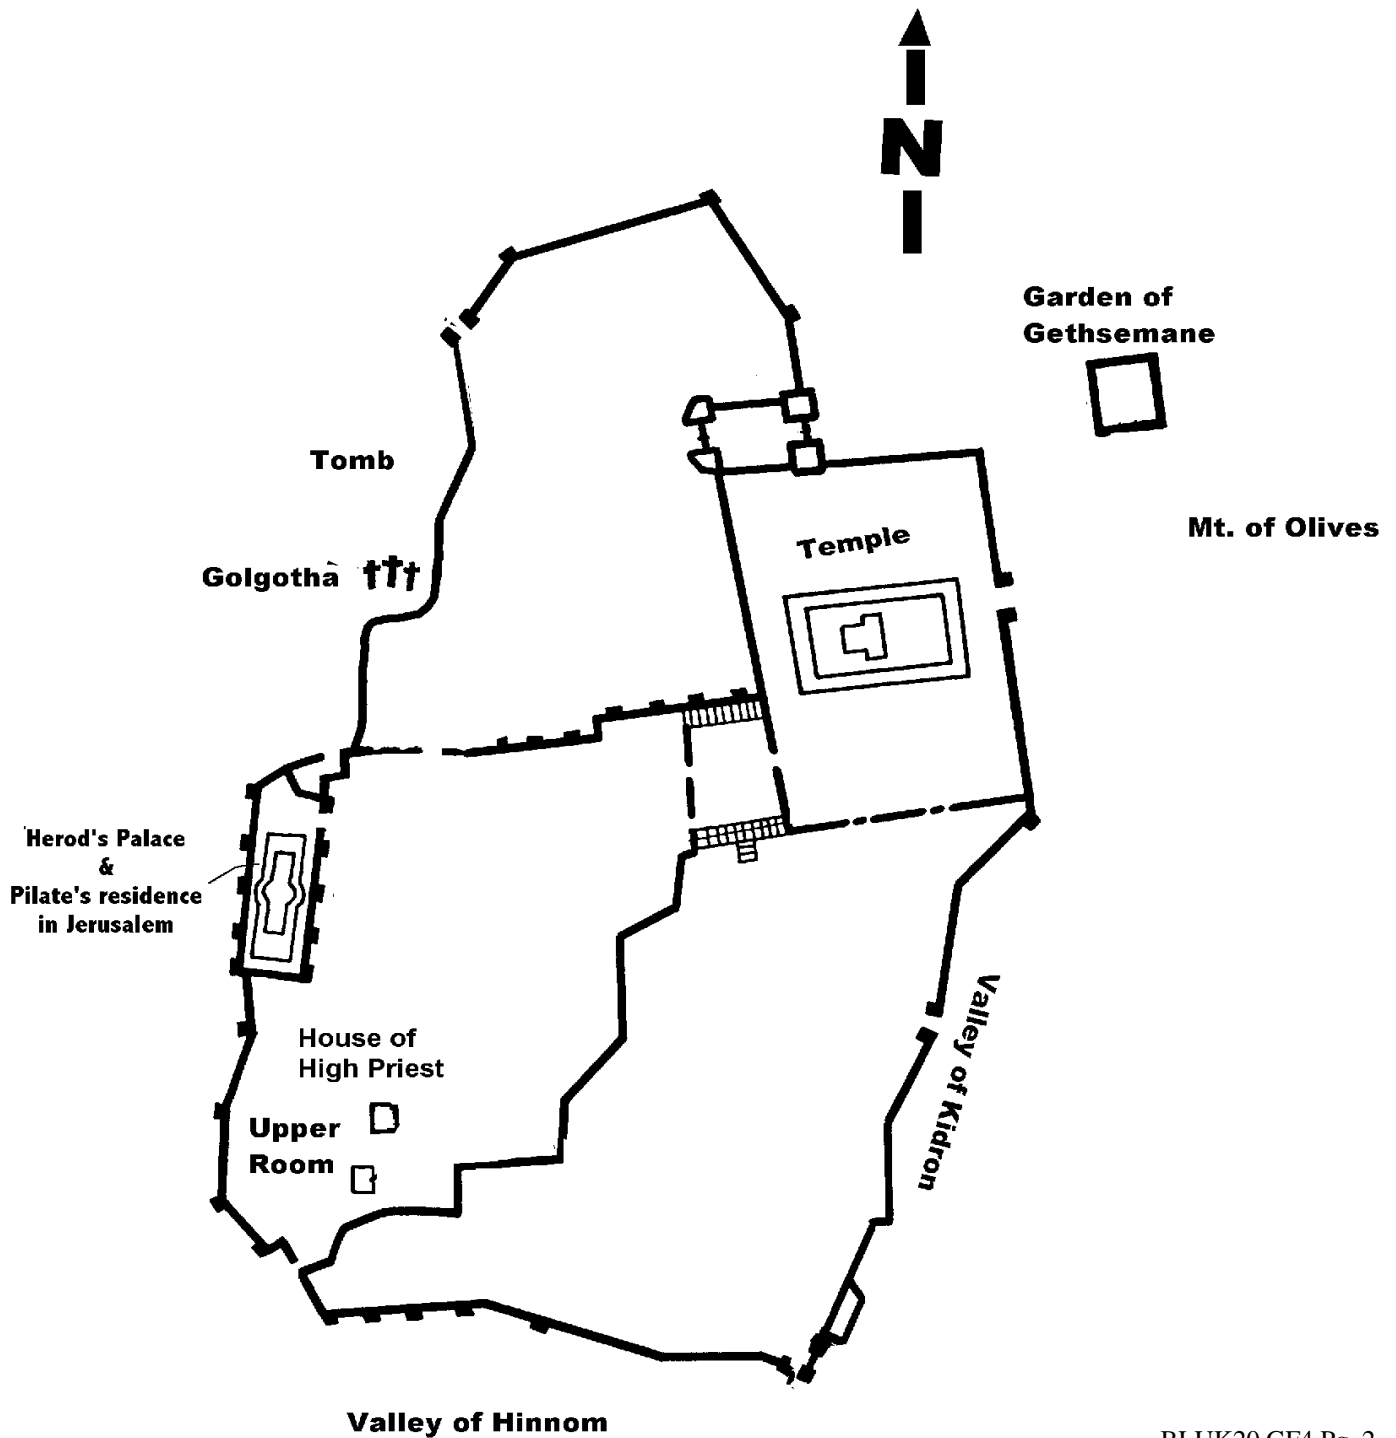 N
Garden of
Gethsemane
Tomb
Mt. of Olives
Temple
Golgotha
Herod's Palace
&
Pilate's residence
in Jerusalem
Valley of Kidron
House of
High Priest
Upper
Room
Valley of Hinnom